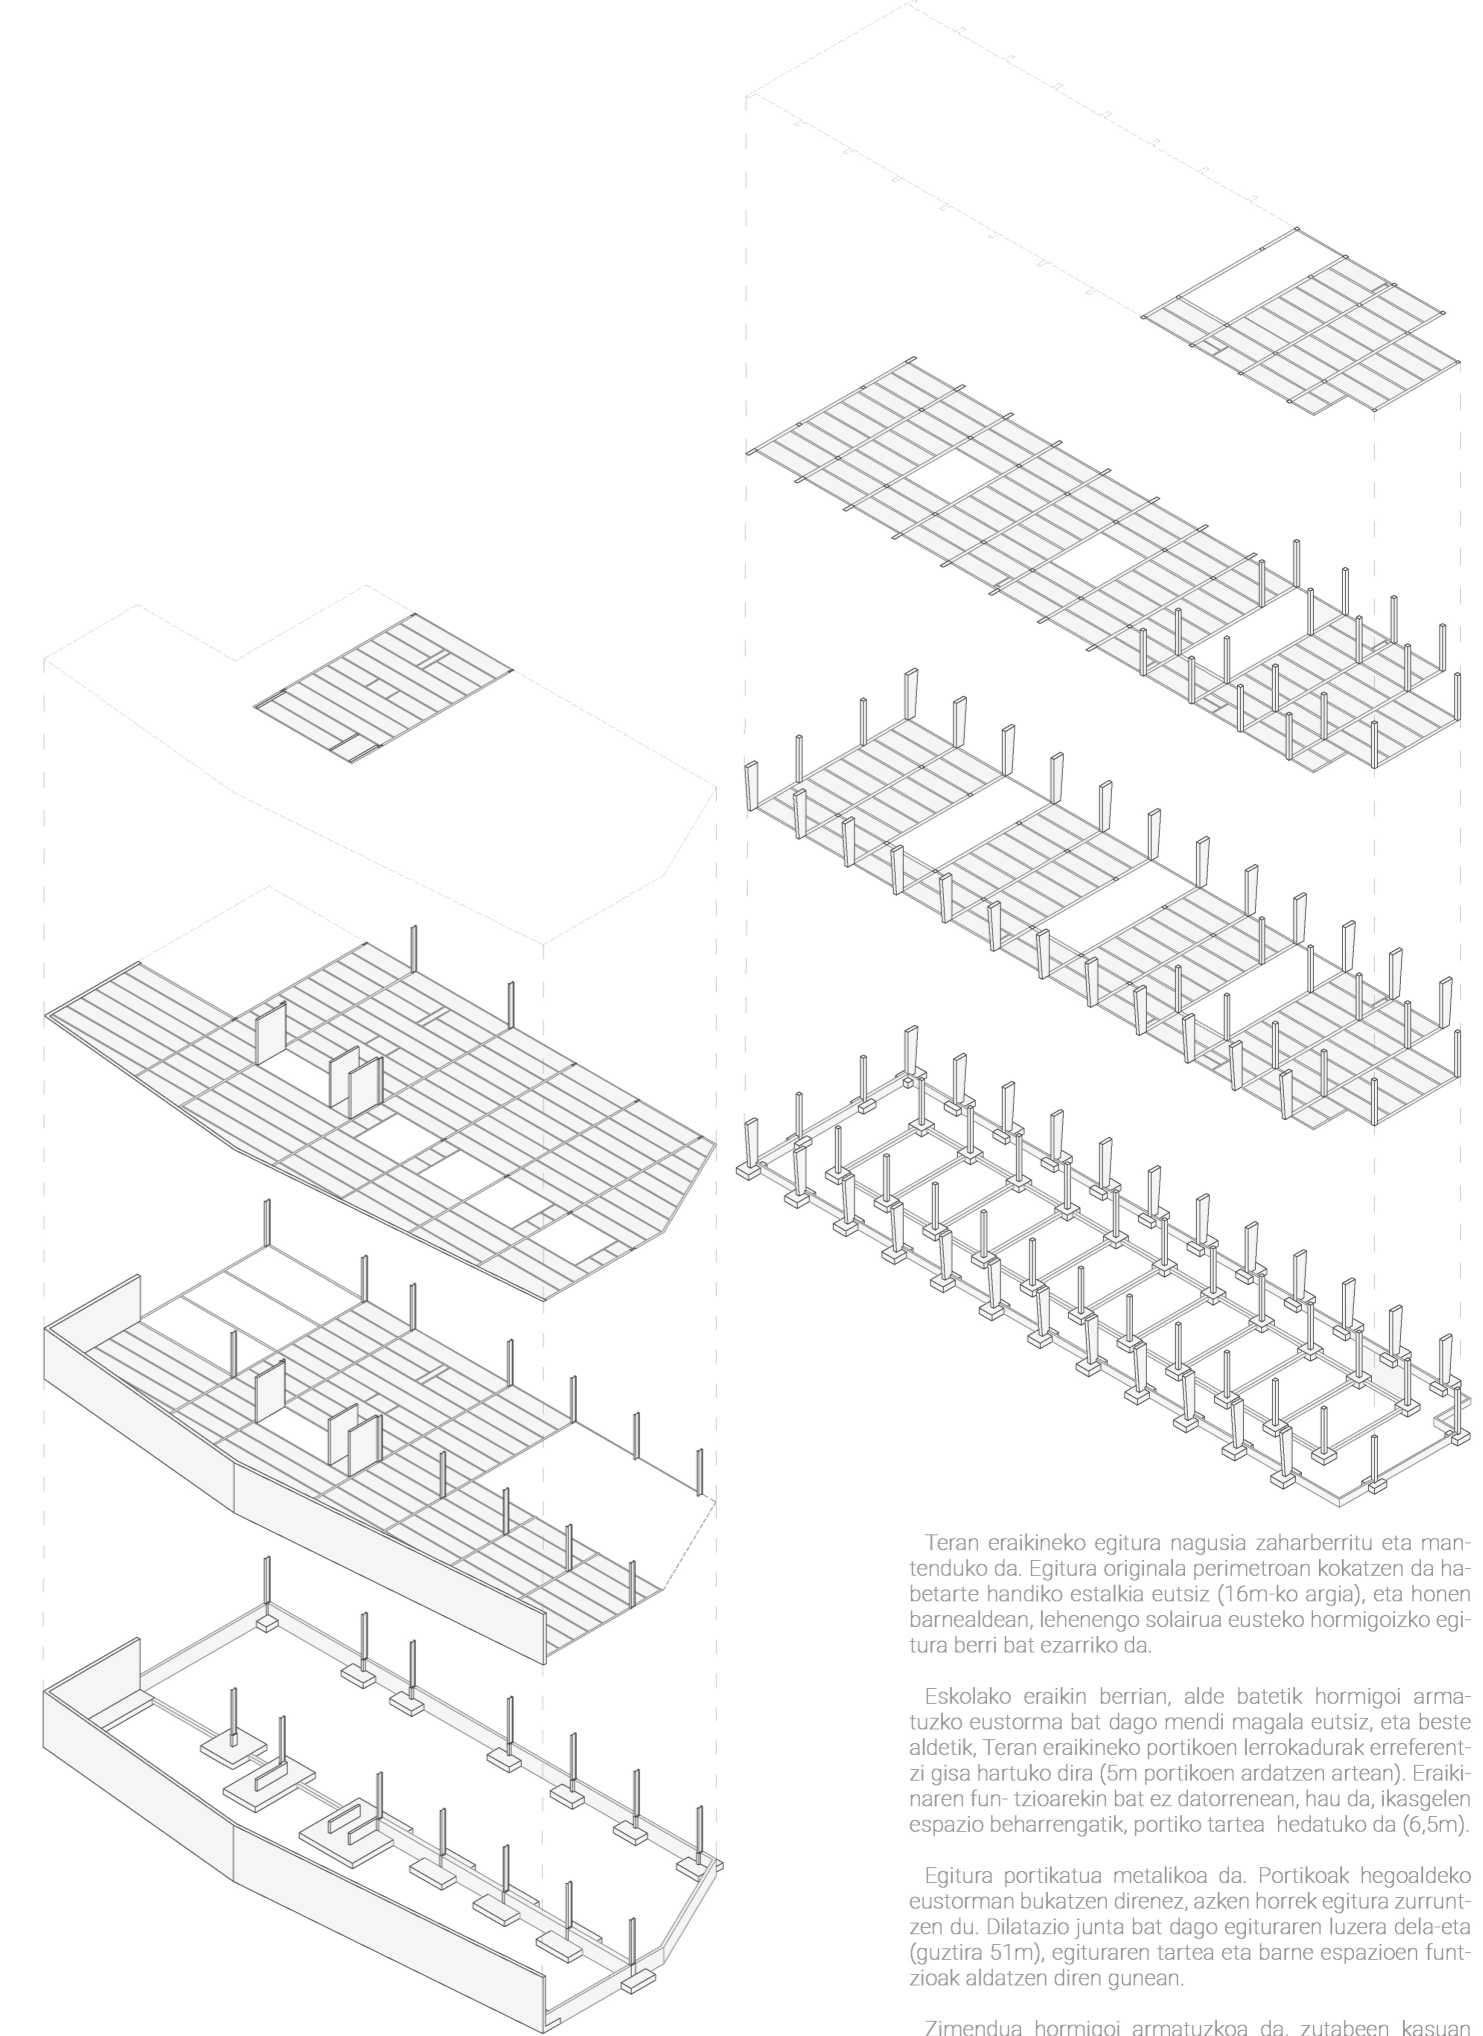 Teran eraikineko egitura nagusia zaharberritu eta man-
tenduko da. Egitura originala perimetroan kokatzen da ha-
betarte handiko estalkia eutsiz (16m-ko argia), eta honen
barnealdean, lehenengo solairua eusteko hormigoizko egi-
tura berri bat ezarriko da.
Eskolako eraikin berrian, alde batetik hormigoi arma-
tuzko eustorma bat dago mendi magala eutsiz, eta beste
aldetik, Teran eraikineko portikoen lerrokadurak erreferent-
zi gisa hartuko dira (5m portikoen ardatzen artean). Eraiki-
naren fun- tzioarekin bat ez datorrenean, hau da, ikasgelen
espazio beharrengatik, portiko tartea hedatuko da (6,5m).
Egitura portikatua metalikoa da. Portikoak hegoaldeko
eustorman bukatzen direnez, azken horrek egitura zurrunt-
zen du. Dilatazio junta bat dago egituraren luzera dela-eta
(guztira 51m), egituraren tartea eta barne espazioen funt-
zioak aldatzen diren gunean.
Zimendua hormigoi armatuzkoa da, zutabeen kasuan